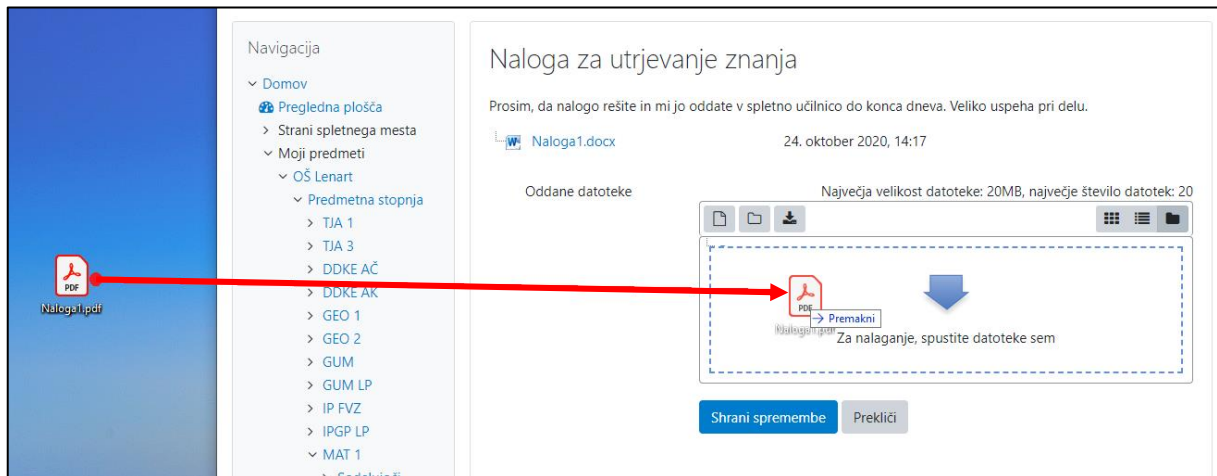 PDF
Naloga1.pdf
Navigacija
Domov
Pregledna plošča
Strani spletnega mesta
Moji predmeti
OŠ Lenart
Predmetna stopnja
TJA 1
TJA 3
DDKE AČ
DDKE AK
GEO 1
GEO 2
GUM
GUM LP
IP FVZ
IPGP LP
MAT 1
Naloga za utrjevanje znanja
Prosim, da nalogo rešite in mi jo oddate v spletno učilnico do konca dneva. Veliko uspeha pri delu.
W Naloga1.docx 24. oktober 2020, 14:17
Oddane datoteke Največja velikost datoteke: 20MB, največje število datotek: 20
PDF
Premakni
Naloga1.pdf
Za nalaganje, spustite datoteke sem
Shrani spremembe Prekliči